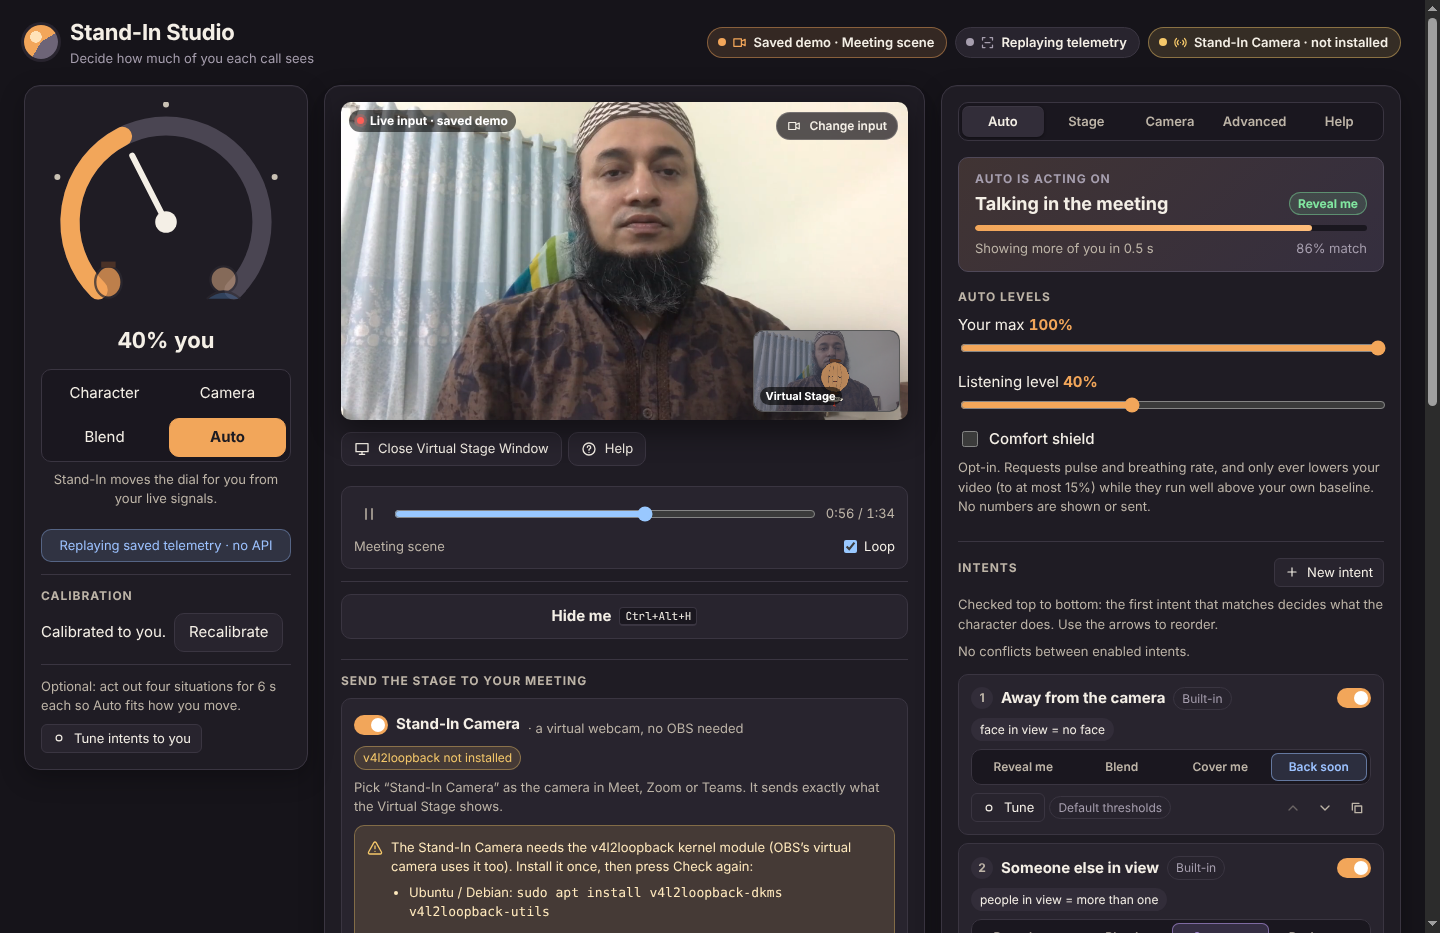 Stand-In Studio
Decide how much of you each call sees
Saved demo · Meeting scene
Replaying telemetry
Stand-In Camera · not installed
40% you
Character
Camera
Blend
Auto
Stand-In moves the dial for you from
your live signals.
Replaying saved telemetry · no API
CALIBRATION
Calibrated to you.
Recalibrate
Optional: act out four situations for 6 s
each so Auto fits how you move.
Tune intents to you
Live input · saved demo
Change input
Virtual Stage
Close Virtual Stage Window
Help
0:56 / 1:34
Meeting scene
Loop
Hide me Ctrl+Alt+H
SEND THE STAGE TO YOUR MEETING
Stand-In Camera · a virtual webcam, no OBS needed
v4l2loopback not installed
Pick “Stand-In Camera” as the camera in Meet, Zoom or Teams. It sends exactly what
the Virtual Stage shows.
The Stand-In Camera needs the v4l2loopback kernel module (OBS’s virtual
camera uses it too). Install it once, then press Check again:
• Ubuntu / Debian: sudo apt install v4l2loopback-dkms
v4l2loopback-utils
Auto
Stage
Camera
Advanced
Help
AUTO IS ACTING ON
Talking in the meeting
Reveal me
Showing more of you in 0.5 s
86% match
AUTO LEVELS
Your max 100%
Listening level 40%
Comfort shield
Opt-in. Requests pulse and breathing rate, and only ever lowers your
video (to at most 15%) while they run well above your own baseline.
No numbers are shown or sent.
INTENTS
New intent
Checked top to bottom: the first intent that matches decides what the
character does. Use the arrows to reorder.
No conflicts between enabled intents.
1 Away from the camera Built-in
face in view = no face
Reveal me
Blend
Cover me
Back soon
Tune
Default thresholds
2 Someone else in view Built-in
people in view = more than one